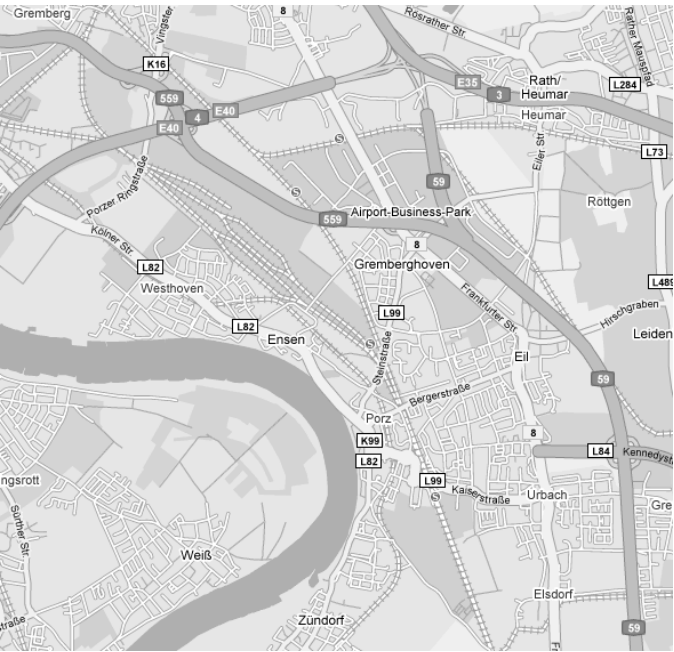 Gremberg
Vingster
8
Rösrather Str.
Rather Mauspfad
K16
E35
Rath/
Heumar
L284
559
E40
3
4
E40
Heumar
L73
Eiler Str
Porzer Ringstraße
59
Röttgen
559
Airport-Business-Park
Kölner Str.
8
L82
Gremberghoven
Westhoven
L489
Frankfurter Str
Hirschgraben
L99
L82
Ensen
Leiden
Steinstraße
Eil
59
Bergerstraße
Porz
8
K99
L84
Kennedyst
L82
ngsrott
L99
Kaiserstraße
Urbach
Gre
Sürther Str.
Weiß
Elsdorf
straße
Zündorf
59
Fr